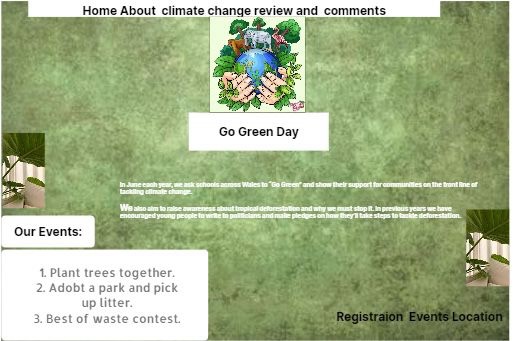 Home About climate change review and comments
Go Green Day
In June each year, we ask schools across Wales to "Go Green" and show their support for communities on the front line of
tackling climate change.
We also aim to raise awareness about tropical deforestation and why we must stop it. In previous years we have
encouraged young people to write to politicians and make pledges on how they'll take steps to tackle deforestation.
Our Events:
1. Plant trees together.
2. Adobt a park and pick
up litter.
3. Best of waste contest.
Registraion Events Location